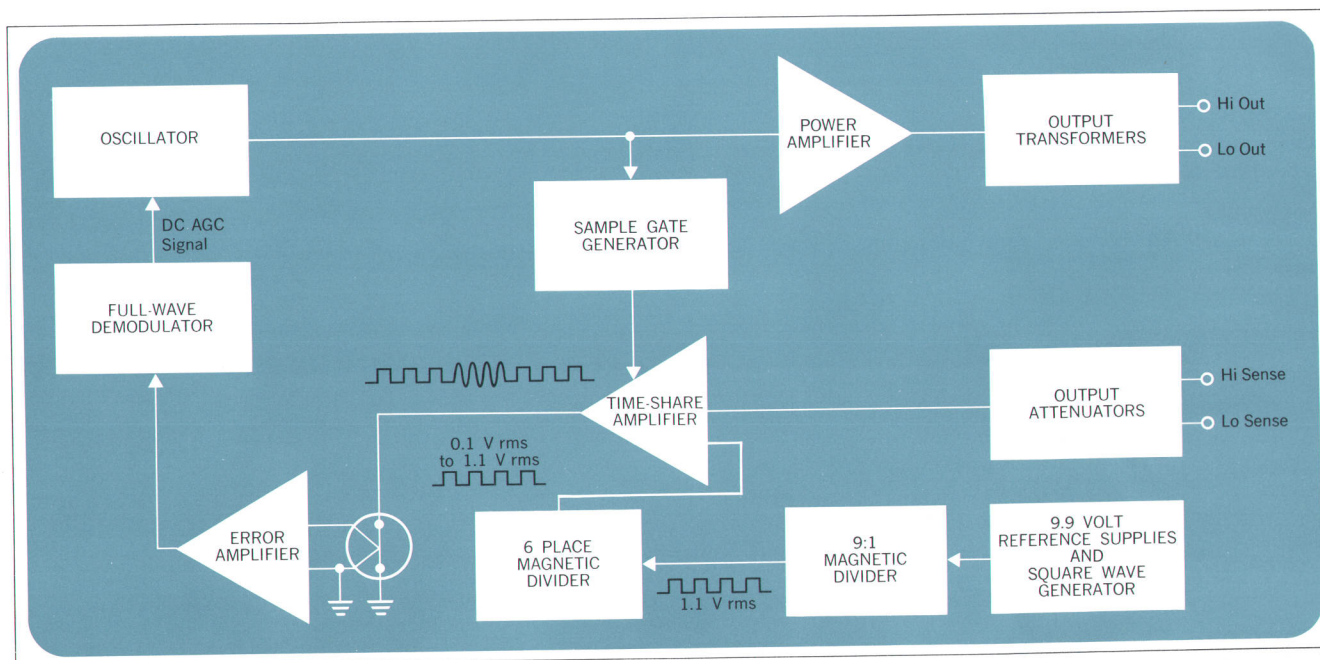 OSCILLATOR
POWER
AMPLIFIER
OUTPUT
TRANSFORMERS
Hi Out
Lo Out
DC AGC
Signal
SAMPLE GATE
GENERATOR
FULL-WAVE
DEMODULATOR
TIME-SHARE
AMPLIFIER
OUTPUT
ATTENUATORS
Hi Sense
Lo Sense
0.1 V rms
to 1.1 V rms
ERROR
AMPLIFIER
6 PLACE
MAGNETIC
DIVIDER
1.1 V rms
9:1
MAGNETIC
DIVIDER
9.9 VOLT
REFERENCE SUPPLIES
AND
SQUARE WAVE
GENERATOR